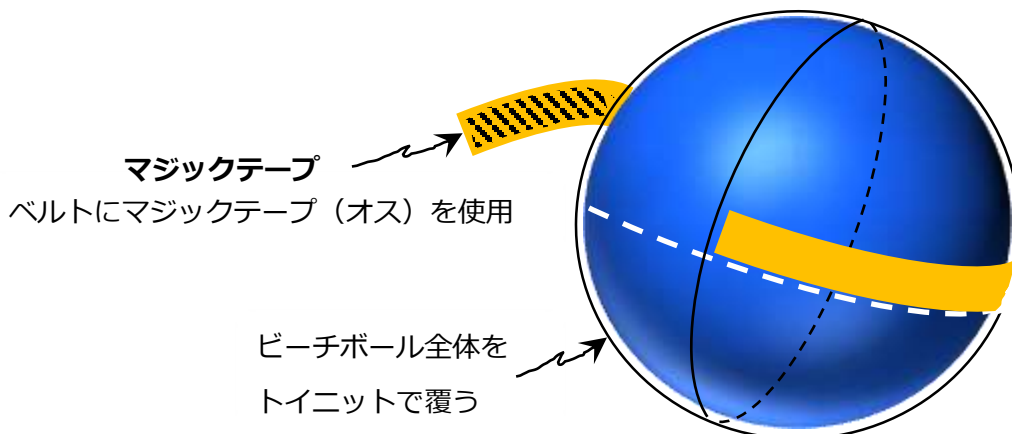 マジックテープ
ベルトにマジックテープ（オス）を使用
ビーチボール全体を
トイニットで覆う